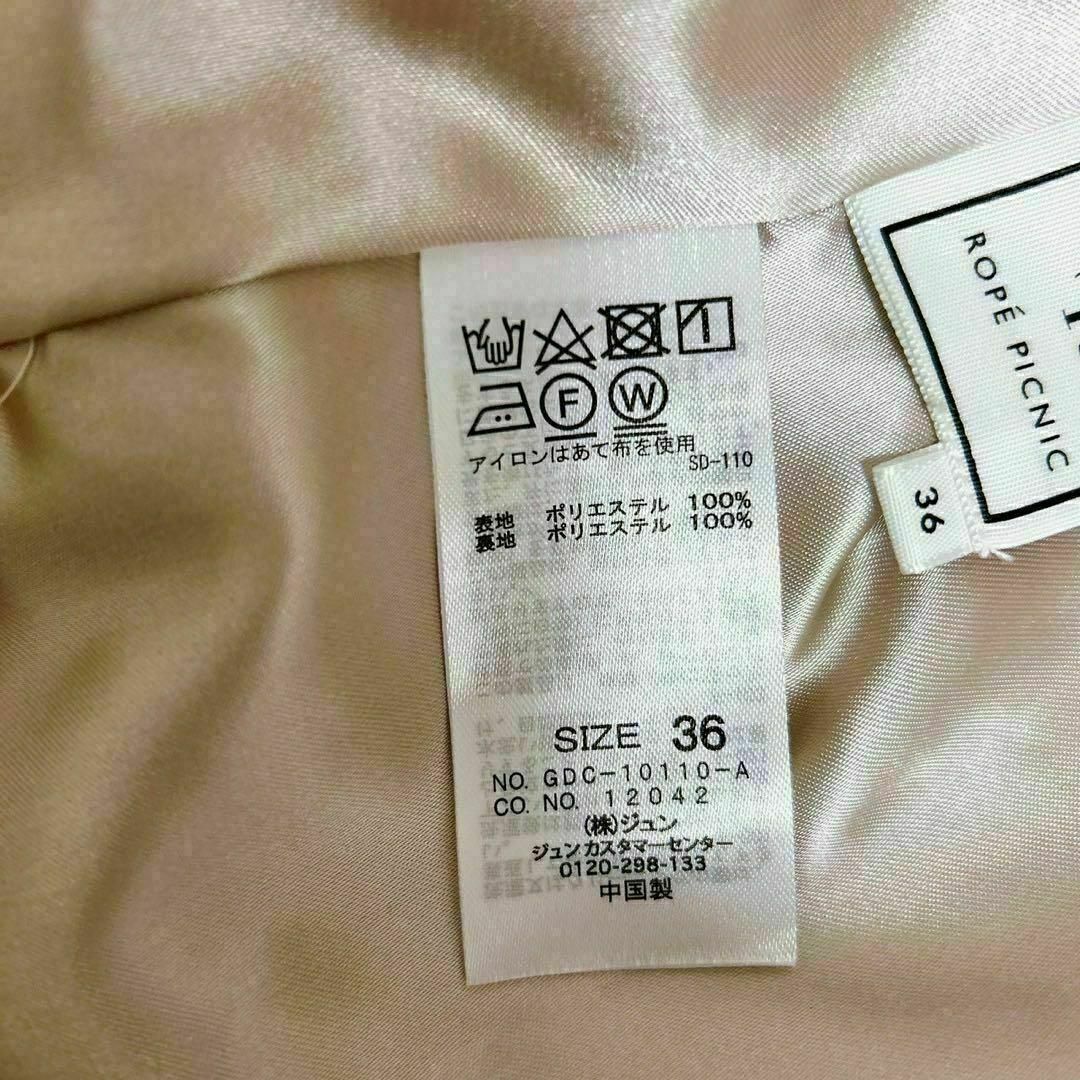 F W
アイロンはあて布を使用
SD-110
表地 ポリエステル 100%
裏地 ポリエステル 100%
SIZE 36
NO. GDC-10110-A
CO. NO. 12042
(株)ジュン
ジュンカスタマーセンター
0120-298-133
中国製
ROPÉ PICNIC
36